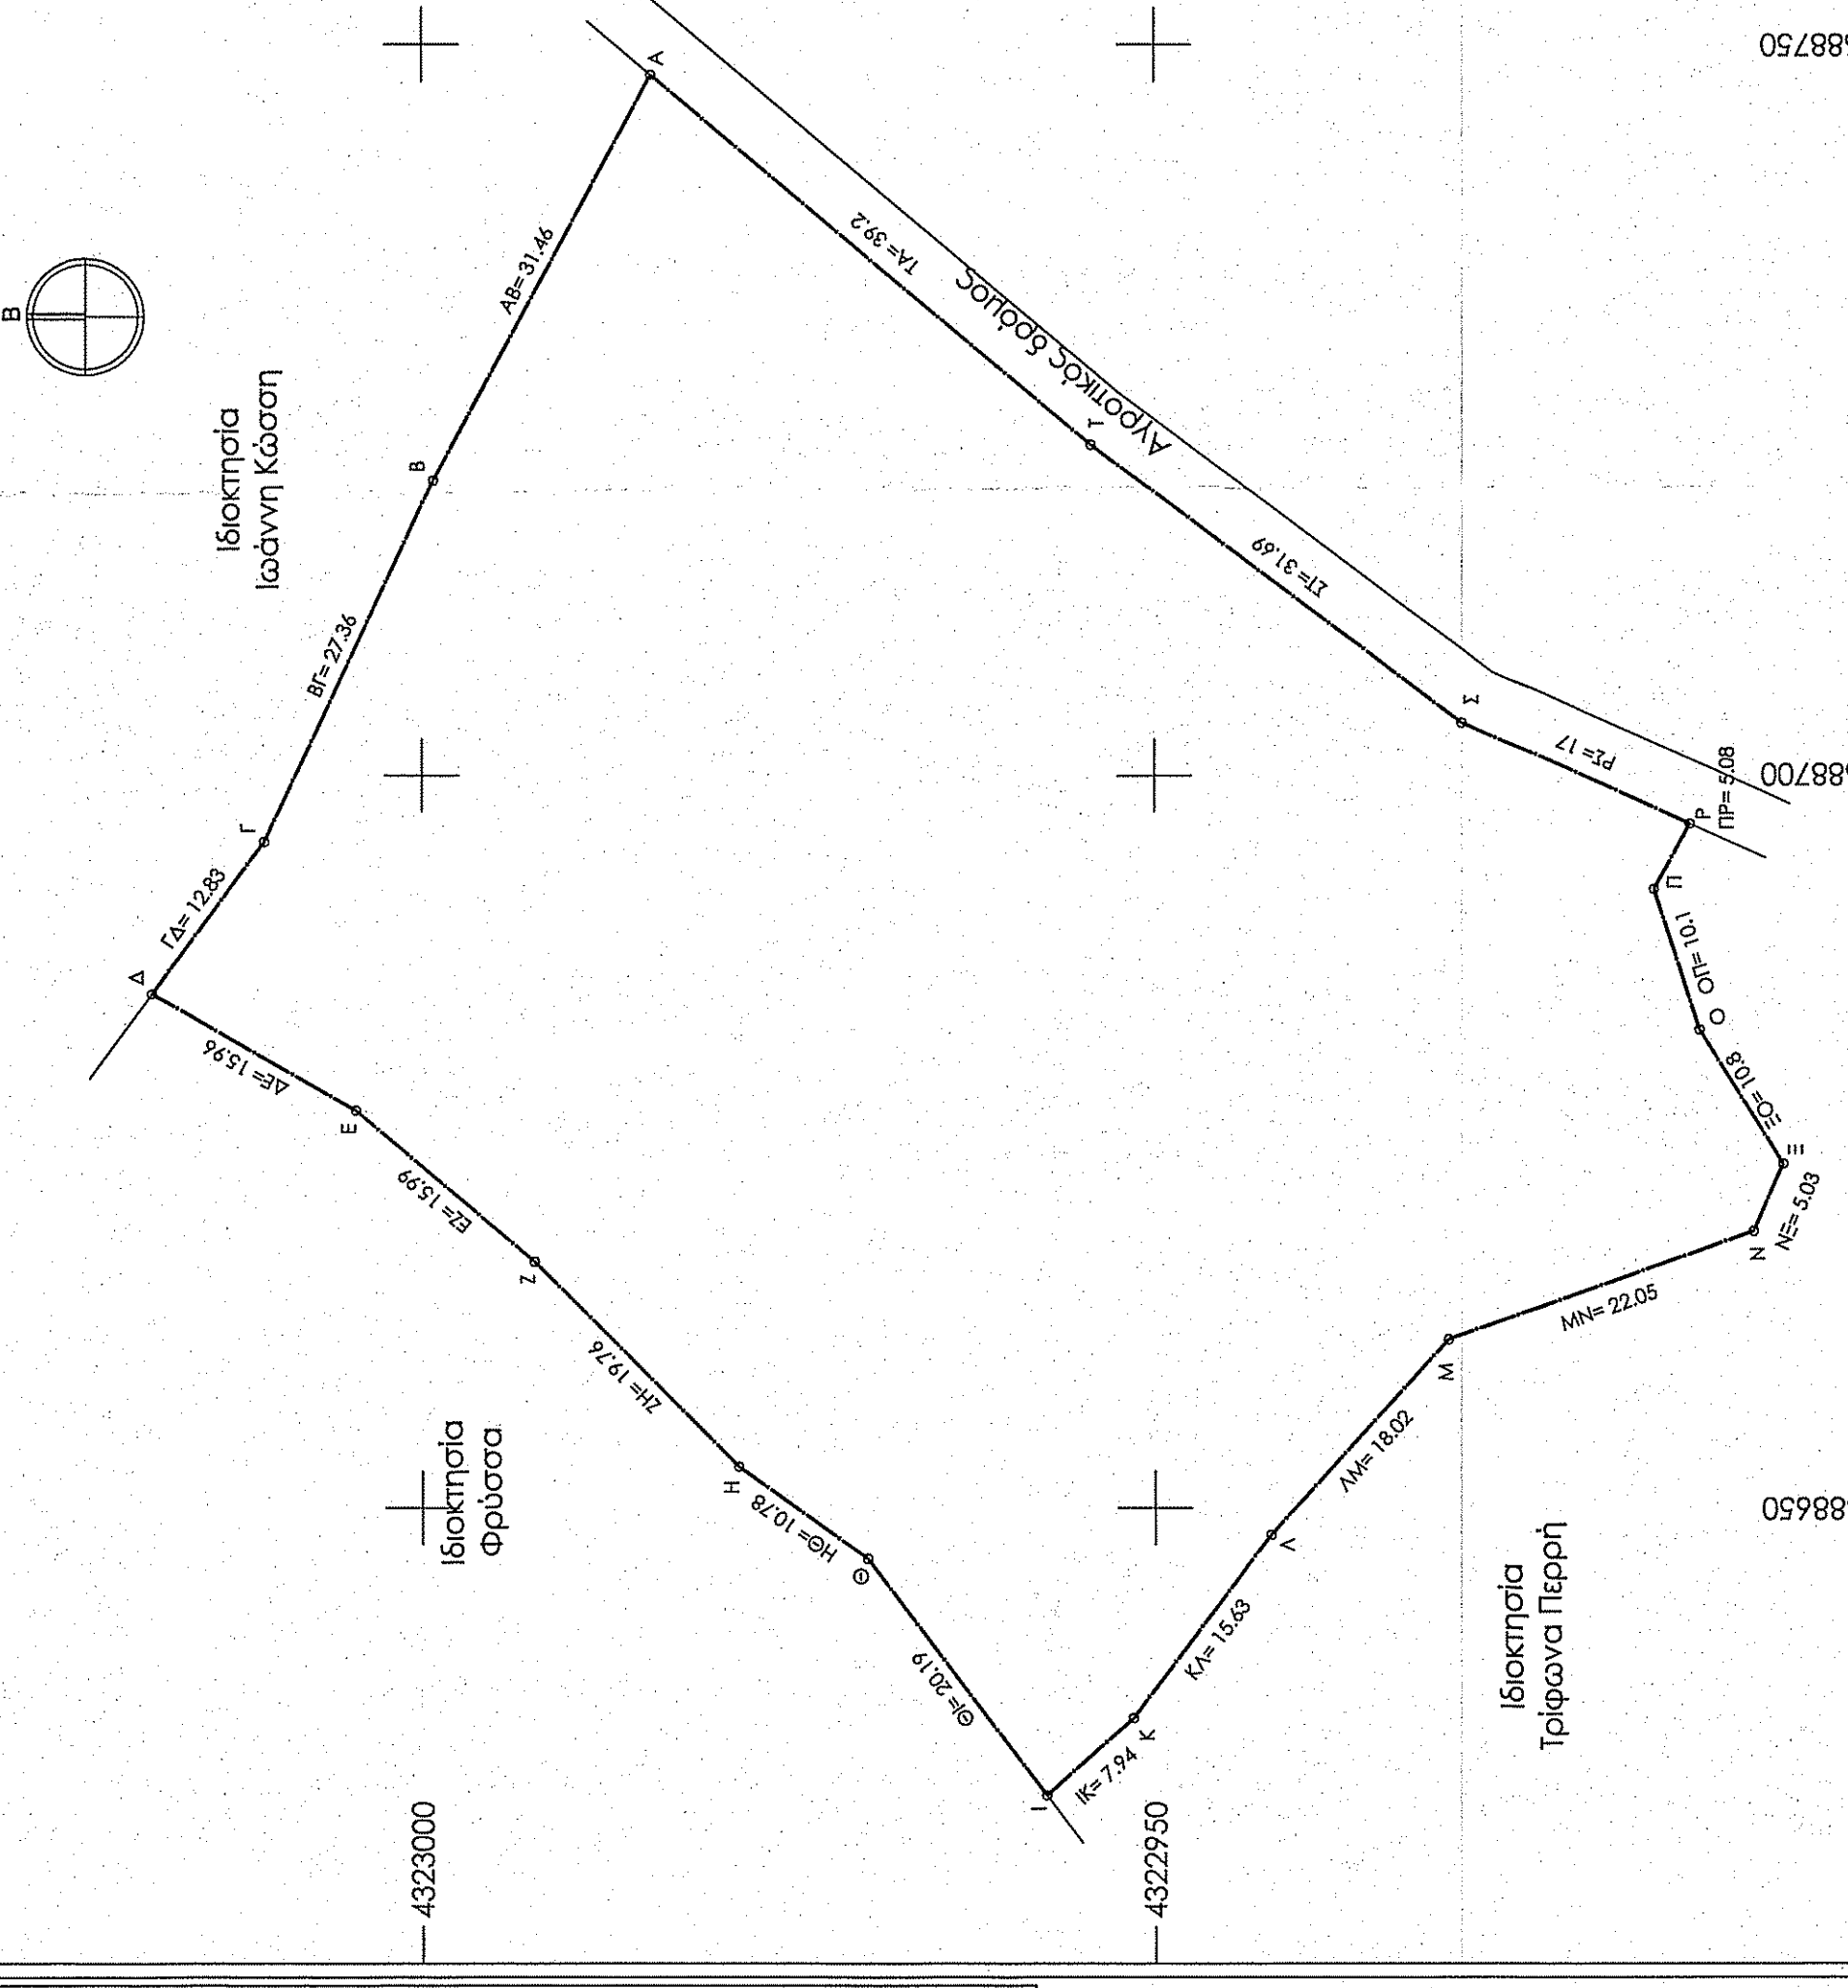 Β
Ιδιοκτησία
Ιωάννη Κώσση
Α
ΑΒ= 31.46
Β
ΒΓ= 27.36
Γ
ΓΔ= 12.83
Δ
ΔΕ= 15.96
Ε
ΕΖ= 15.99
Ζ
ΖΗ= 19.76
Η
ΗΘ= 10.78
Θ
ΘΙ= 20.19
Ι
ΙΚ= 7.94
Κ
ΚΛ= 15.63
Λ
ΛΜ= 18.02
Μ
ΜΝ= 22.05
Ν
ΝΞ= 5.03
Ξ
ΞΟ= 10.8
Ο
ΟΠ= 10.1
Π
ΠΡ= 5.08
Ρ
ΡΣ= 17
Σ
ΣΤ= 31.69
ΤΑ= 39.2
Αγροτικός δρόμος
Ιδιοκτησία
Φρύσσα
Ιδιοκτησία
Τρίφωνα Περρή
4323000
4322950
88750
88700
88650